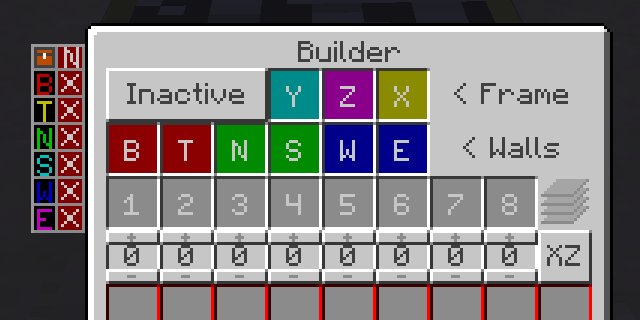 Builder
Inactive Y Z X < Frame
B T N S W E < Walls
1 2 3 4 5 6 7 8
+ + + + + + + +
0 0 0 0 0 0 0 0 XZ
- - - - - - - -
T N
B X
T X
N X
S X
W X
E X